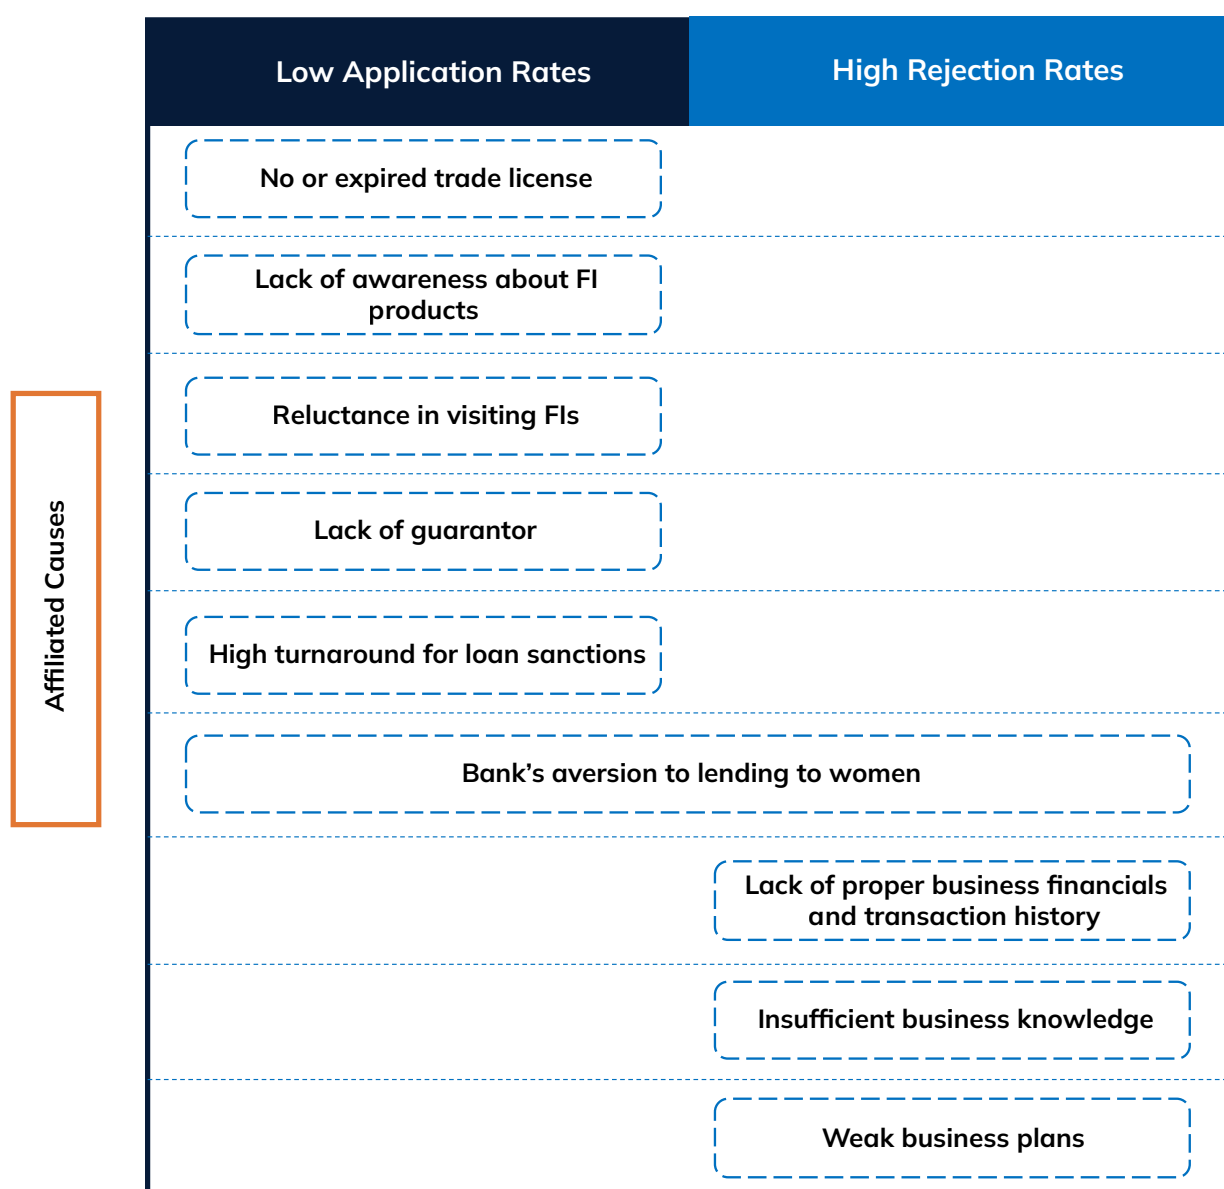 Low Application Rates
High Rejection Rates
No or expired trade license
Lack of awareness about FI
products
Reluctance in visiting FIs
Lack of guarantor
High turnaround for loan sanctions
Affiliated Causes
Bank’s aversion to lending to women
Lack of proper business financials
and transaction history
Insufficient business knowledge
Weak business plans